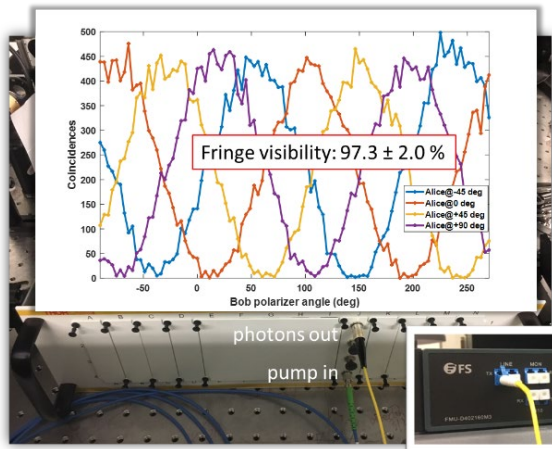 500
450
400
350
300
250
200
150
100
50
0
Coincidences
Fringe visibility: 97.3 ± 2.0 %
Alice@-45 deg
Alice@0 deg
Alice@+45 deg
Alice@+90 deg
-50 0 50 100 150 200 250
Bob polarizer angle (deg)
photons out
pump in
FS
LINE
MON